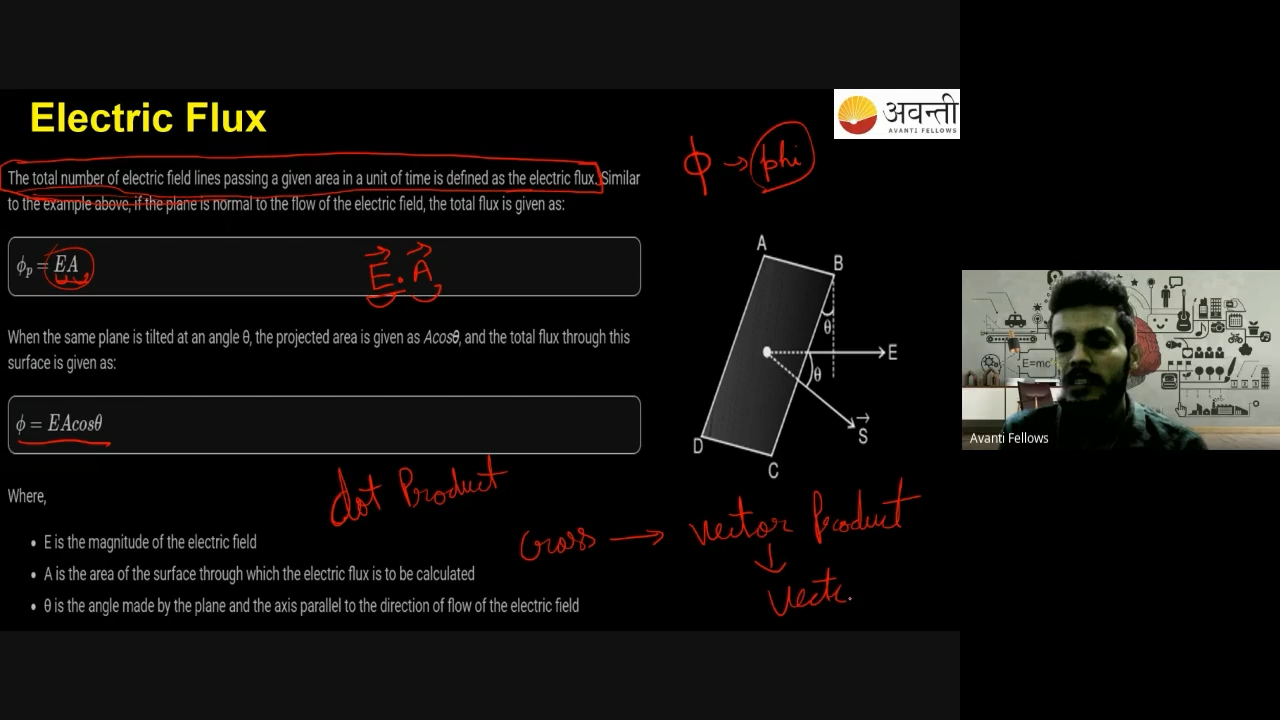 Electric Flux
अवन्ती
AVANTI FELLOWS
ϕ → phi
The total number of electric field lines passing a given area in a unit of time is defined as the electric flux. Similar
to the example above, if the plane is normal to the flow of the electric field, the total flux is given as:
ϕp = EA
E⃗ . A⃗
When the same plane is tilted at an angle θ, the projected area is given as Acosθ, and the total flux through this
surface is given as:
ϕ = EAcosθ
A
B
θ
E
θ
S⃗
D
C
dot Product
Cross → Vector Product
↓
Vect
Where,
• E is the magnitude of the electric field
• A is the area of the surface through which the electric flux is to be calculated
• θ is the angle made by the plane and the axis parallel to the direction of flow of the electric field
E=mc
Avanti Fellows